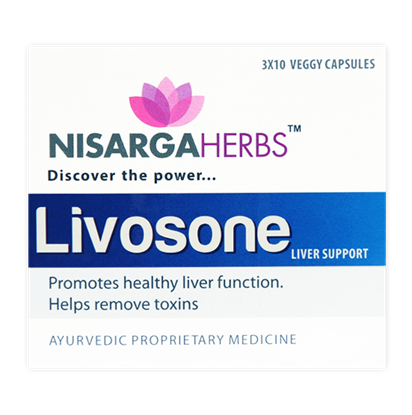 3X10 VEGGY CAPSULES
NISARGAHERBS™
Discover the power...
Livosone
LIVER SUPPORT
Promotes healthy liver function.
Helps remove toxins
AYURVEDIC PROPRIETARY MEDICINE